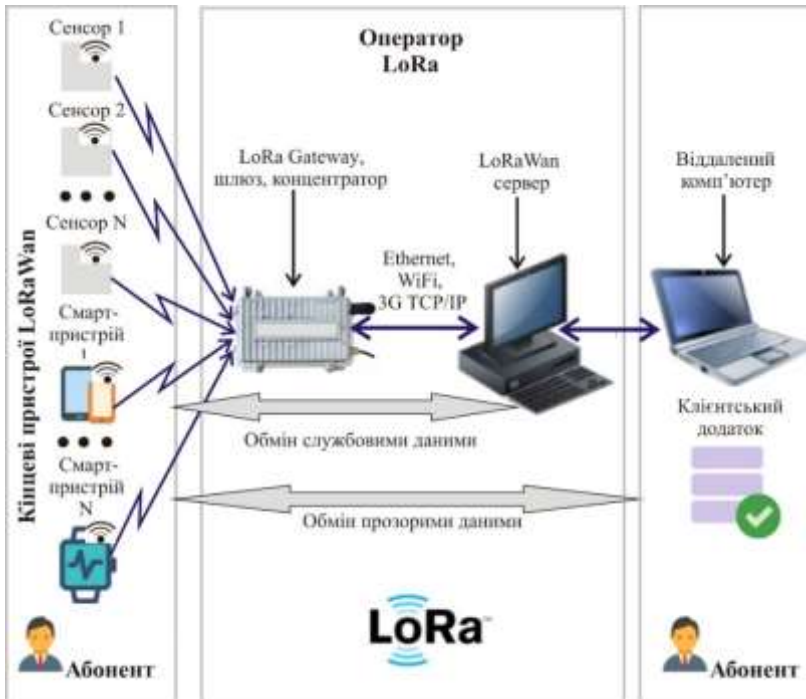 Кінцеві пристрої LoRaWan
Сенсор 1
Сенсор 2
Сенсор N
Смарт-
пристрій
1
Смарт-
пристрій
N
Абонент
Оператор
LoRa
LoRa Gateway,
шлюз, концентратор
Ethernet,
WiFi,
3G TCP/IP
LoRaWan
сервер
Обмін службовими даними
Обмін прозорими даними
LoRa
Віддалений
комп’ютер
Клієнтський
додаток
Абонент